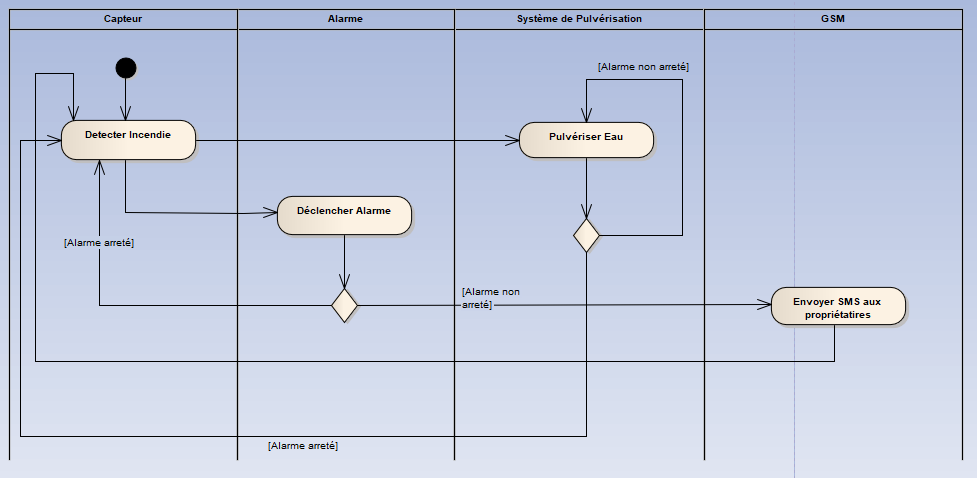 Capteur
Alarme
Système de Pulvérisation
GSM
[Alarme non arreté]
Detecter Incendie
Pulvériser Eau
Déclencher Alarme
[Alarme arreté]
[Alarme non
arreté]
Envoyer SMS aux
propriétatires
[Alarme arreté]